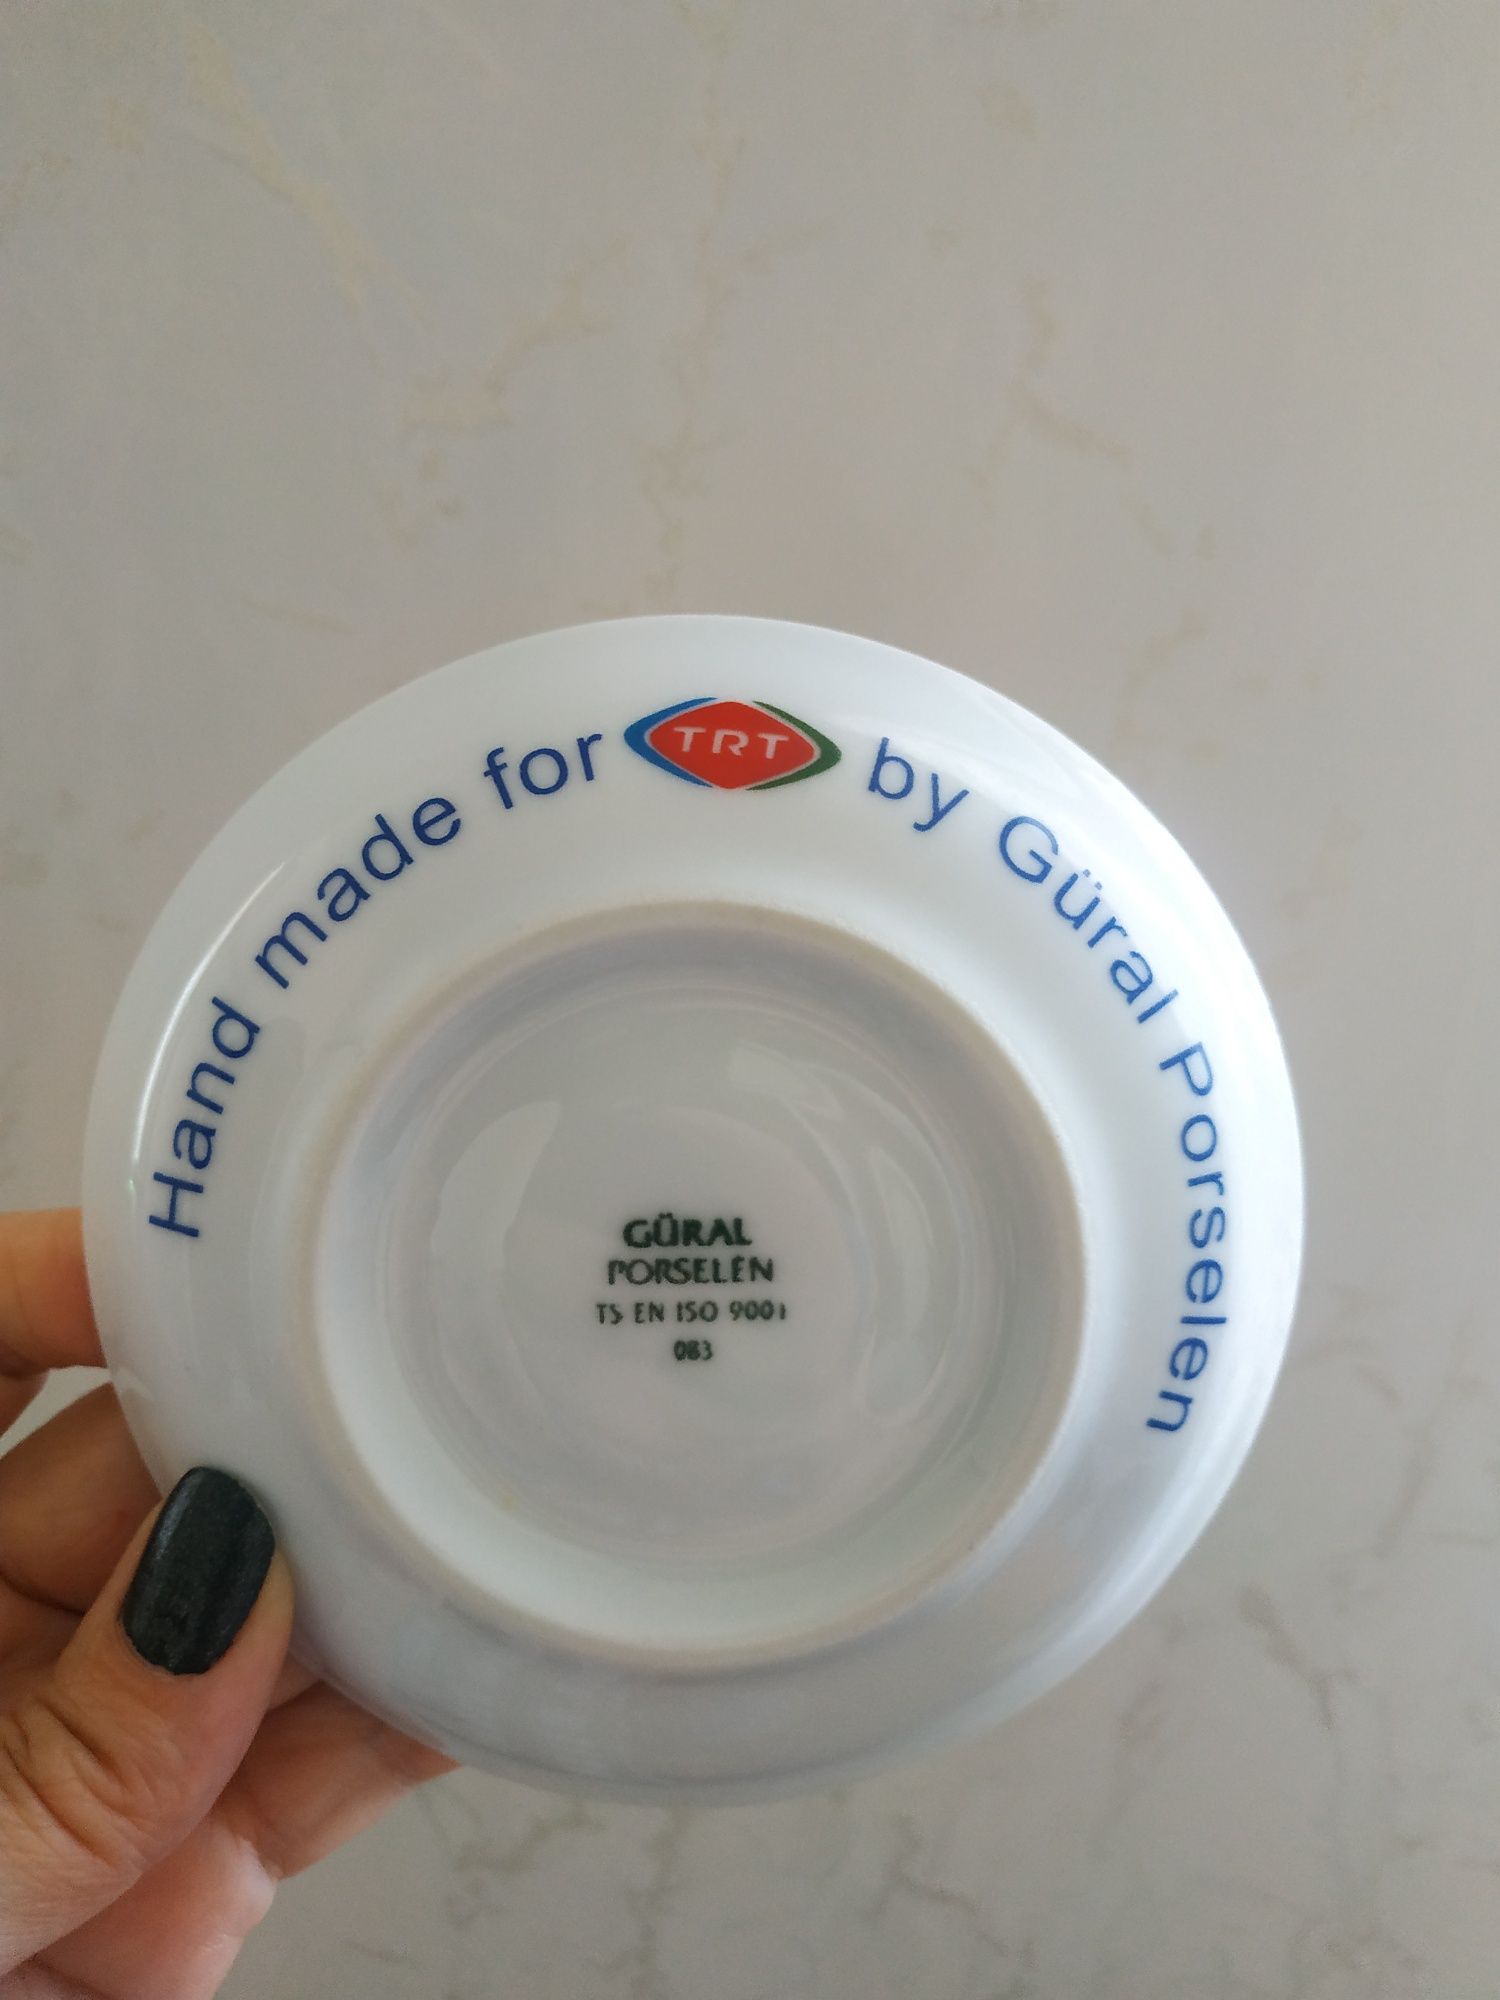 Hand made for TRT by Güral Porselen
GÜRAL
PORSELEN
TS EN ISO 9001
083